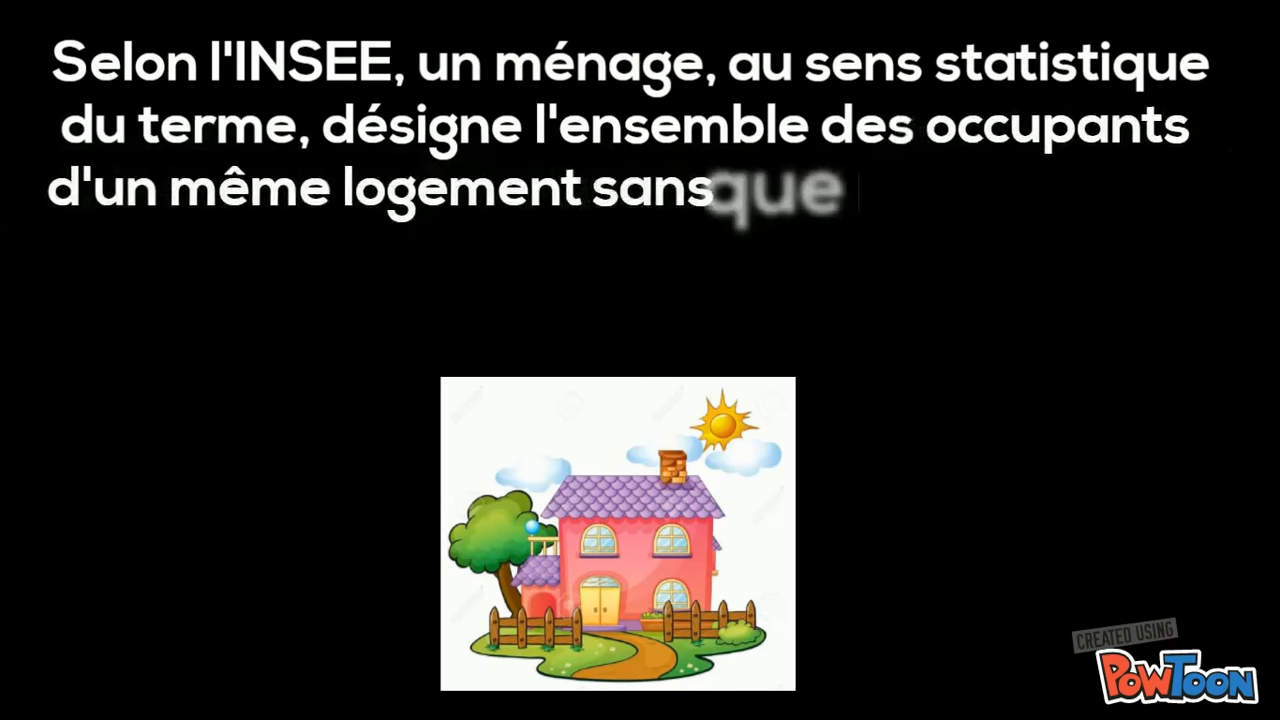 Selon l'INSEE, un ménage, au sens statistique
du terme, désigne l'ensemble des occupants
d'un même logement sans que
CREATED USING
POWTOON